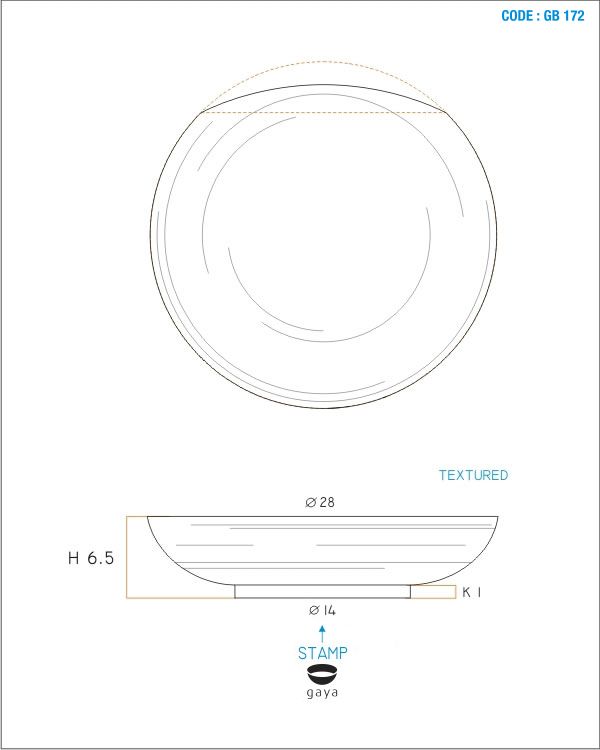 CODE : GB 172
TEXTURED
Ø 28
H 6.5
K 1
Ø 14
STAMP
gaya